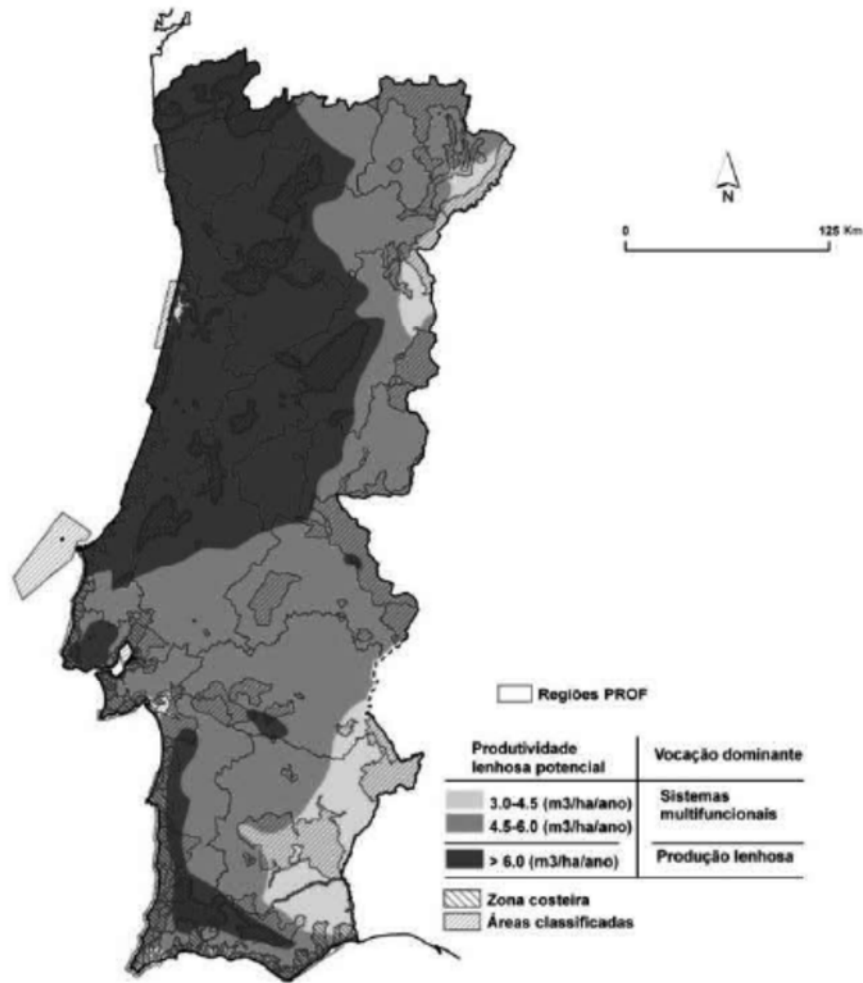 N
0 125 Km
Regiões PROF
Produtividade
lenhosa potencial
Vocação dominante
3.0-4.5 (m3/ha/ano)
4.5-6.0 (m3/ha/ano)
Sistemas
multifuncionais
> 6.0 (m3/ha/ano)
Produção lenhosa
Zona costeira
Áreas classificadas